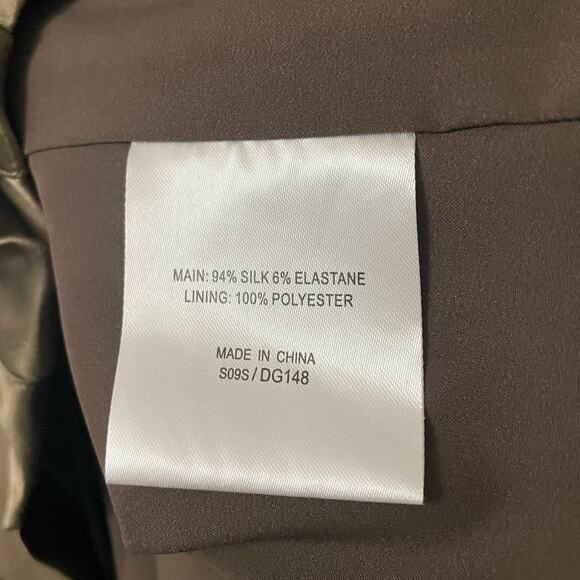 MAIN: 94% SILK 6% ELASTANE
LINING: 100% POLYESTER
MADE IN CHINA
S09S / DG148